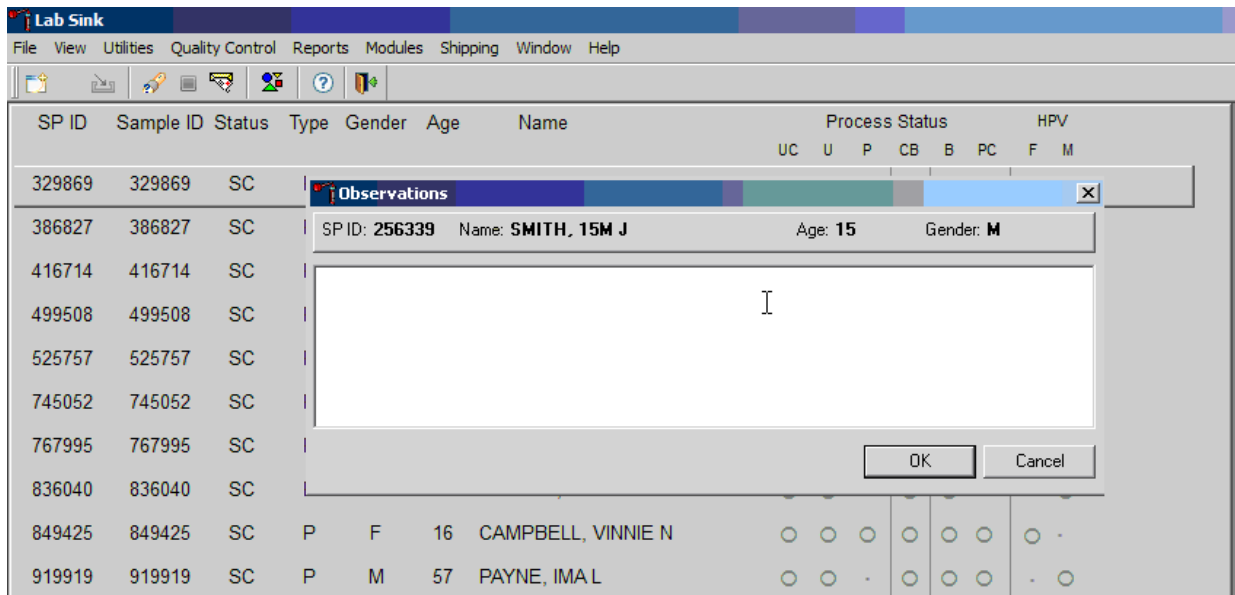 Lab Sink
File View Utilities Quality Control Reports Modules Shipping Window Help
SP ID Sample ID Status Type Gender Age Name Process Status HPV
UC U P CB B PC F M
329869 329869 SC
Observations
386827 386827 SC
SP ID: 256339 Name: SMITH, 15M J Age: 15 Gender: M
416714 416714 SC
499508 499508 SC
525757 525757 SC
745052 745052 SC
767995 767995 SC
OK Cancel
836040 836040 SC
849425 849425 SC P F 16 CAMPBELL, VINNIE N
919919 919919 SC P M 57 PAYNE, IMA L